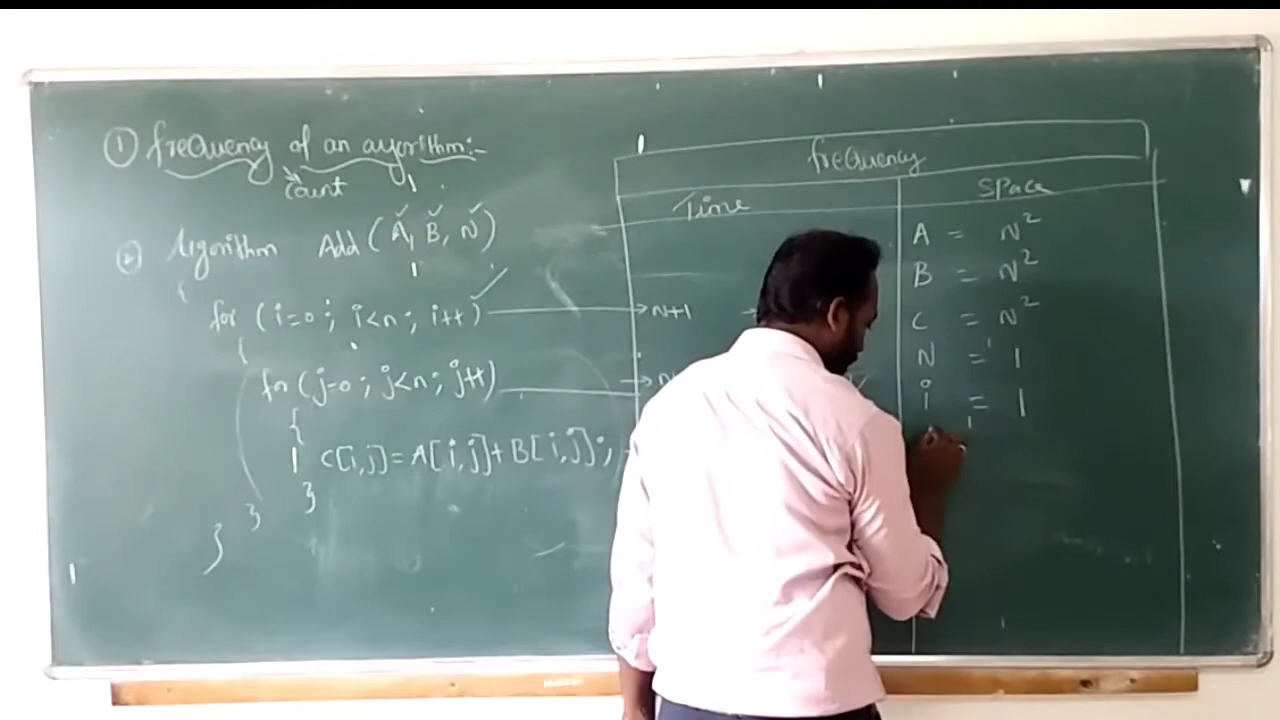 ① frequency of an algorithm:-
count
② Algorithm Add (A, B, N)
{
for (i=0; i<n; i++)
{
for (j=0; j<n; j++)
{
C[i,j]=A[i,j]+B[i,j];
}
}
}
frequency
Time
Space
→N+1
A = N²
B = N²
C = N²
N = 1
i = 1